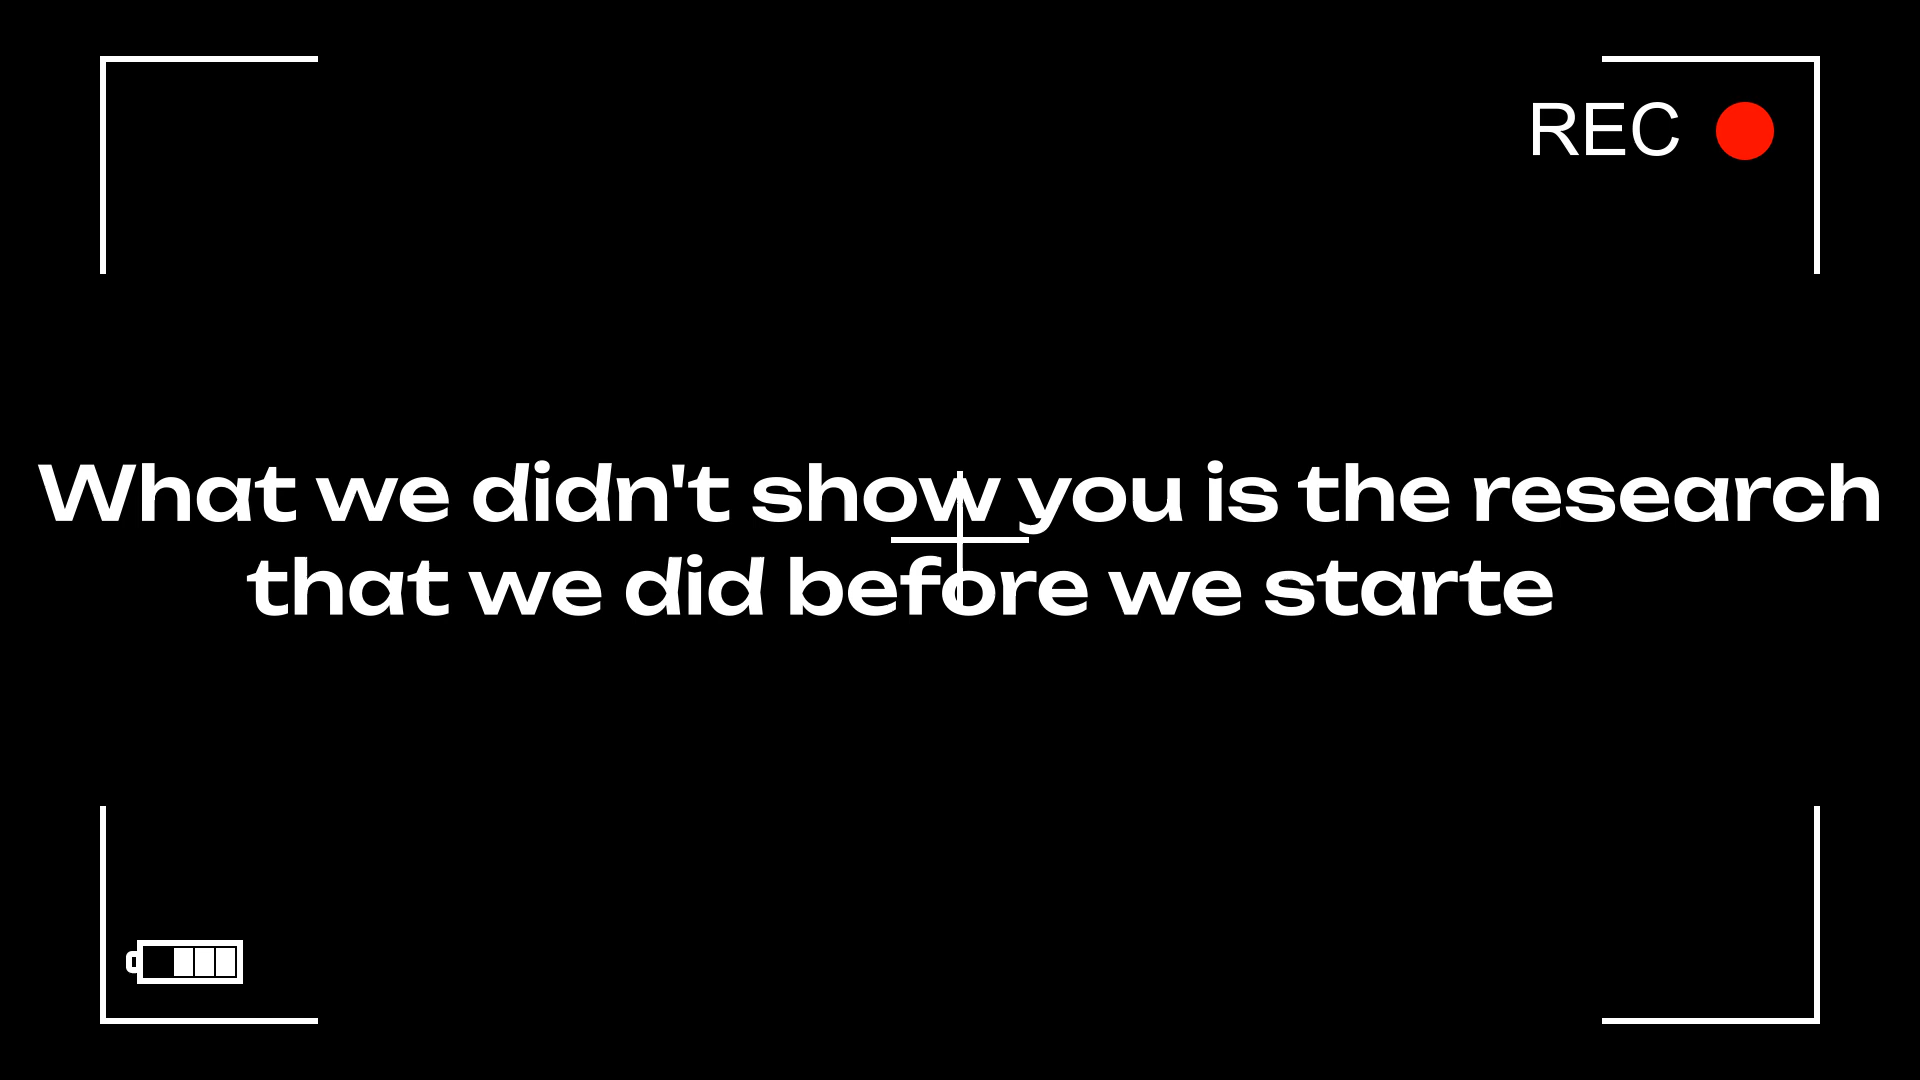 REC
What we didn't show you is the research
that we did before we starte